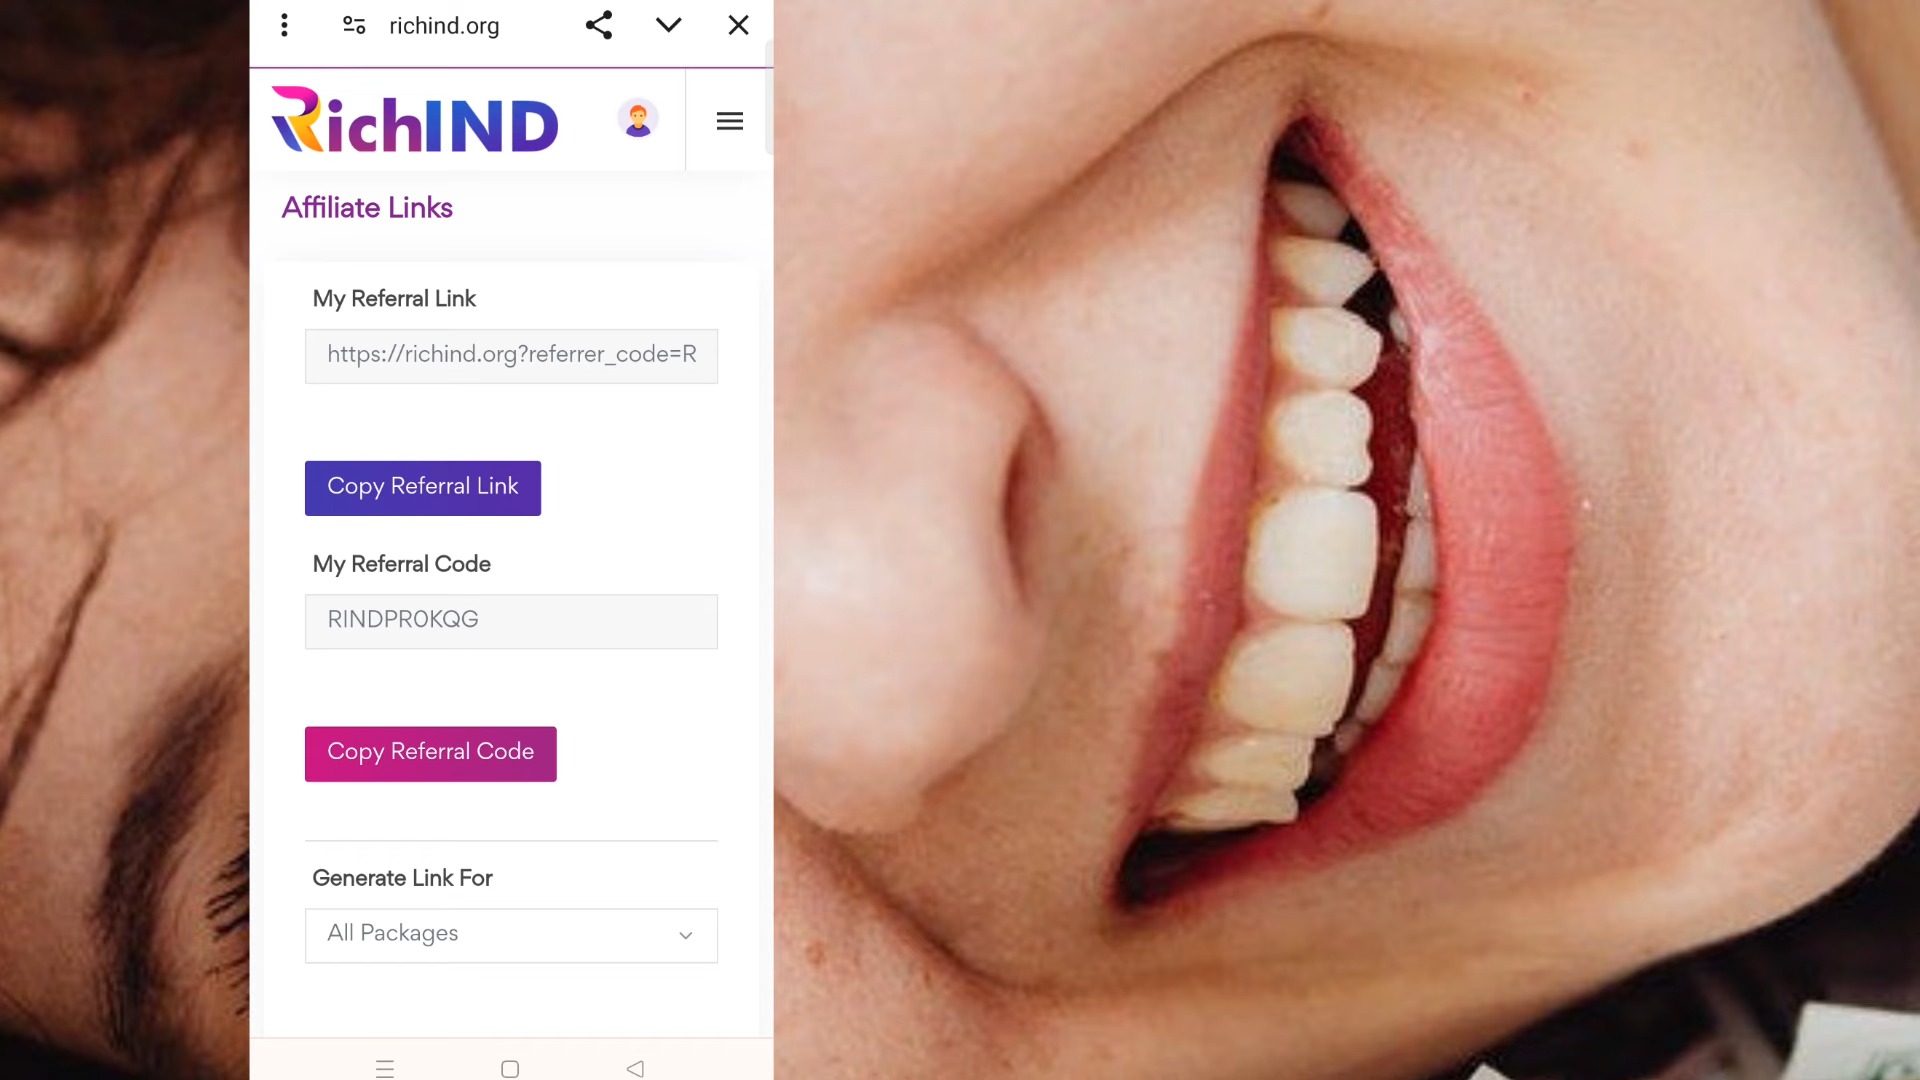 richind.org
RichIND
Affiliate Links
My Referral Link
https://richind.org?referrer_code=R
Copy Referral Link
My Referral Code
RINDPR0KQG
Copy Referral Code
Generate Link For
All Packages